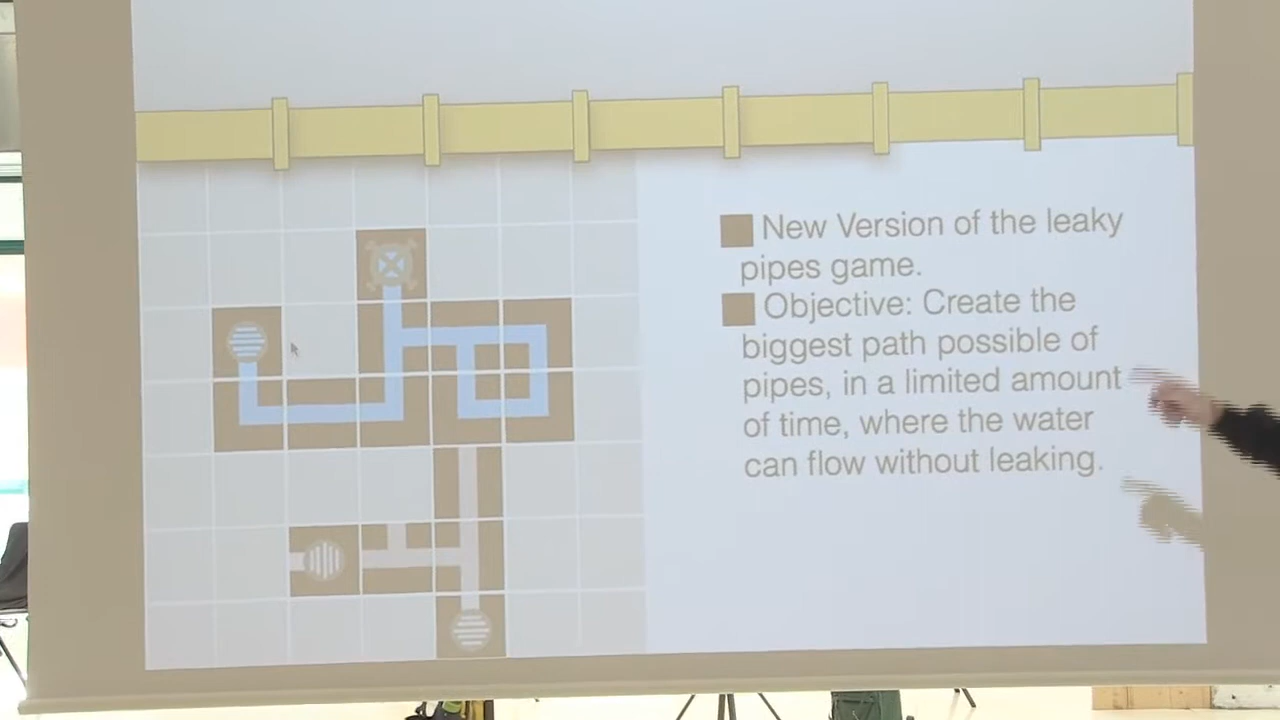 New Version of the leaky
pipes game.
Objective: Create the
biggest path possible of
pipes, in a limited amount
of time, where the water
can flow without leaking.